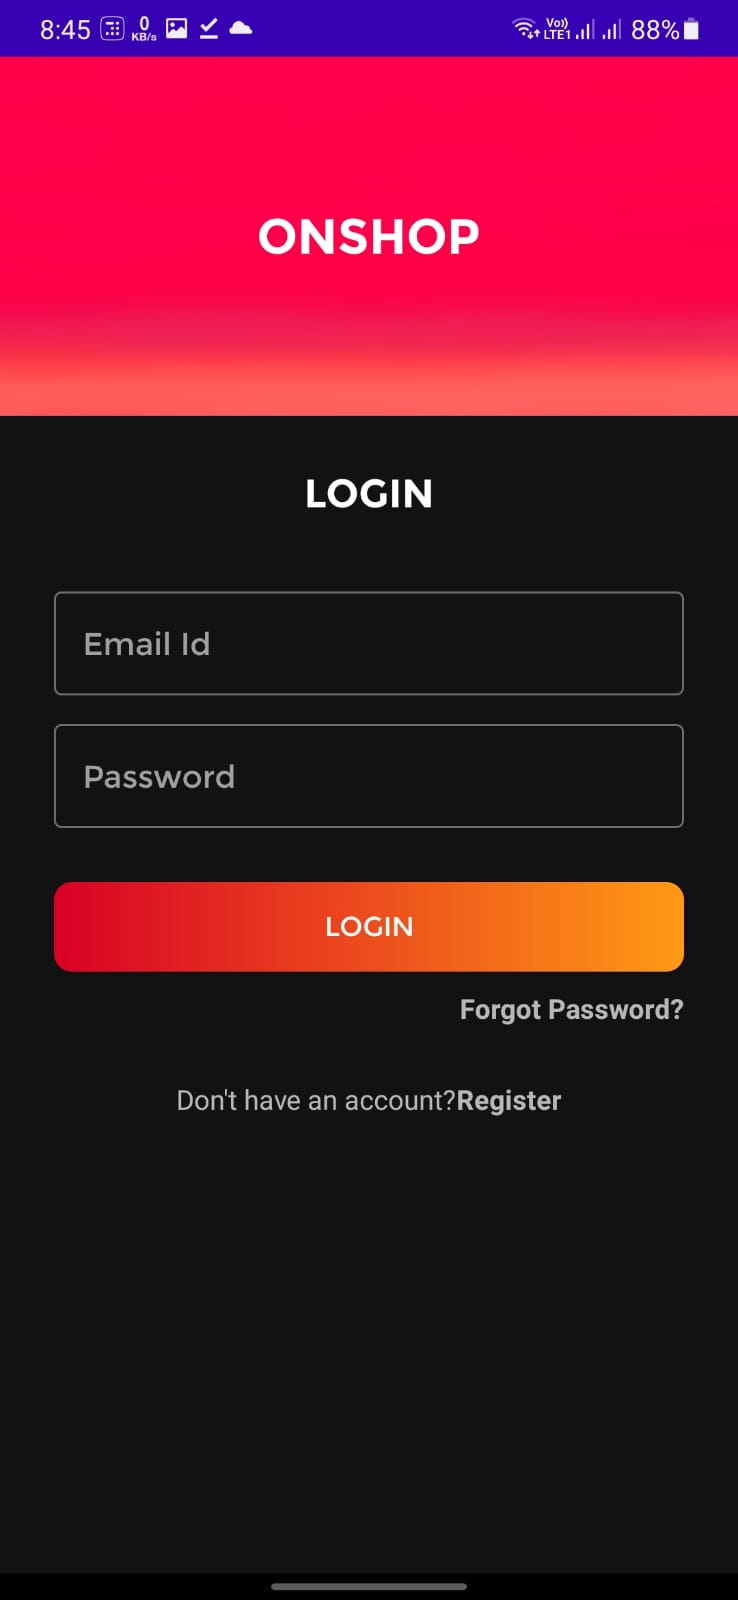 8:45 0 KB/s Vo)) LTE1 88%
ONSHOP
LOGIN
Email Id
Password
LOGIN
Forgot Password?
Don't have an account?Register